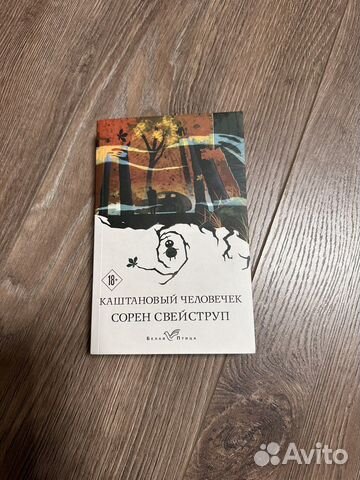 18+
КАШТАНОВЫЙ ЧЕЛОВЕЧЕК
СОРЕН СВЕЙСТРУП
БЕЛАЯ ПТИЦА
Avito